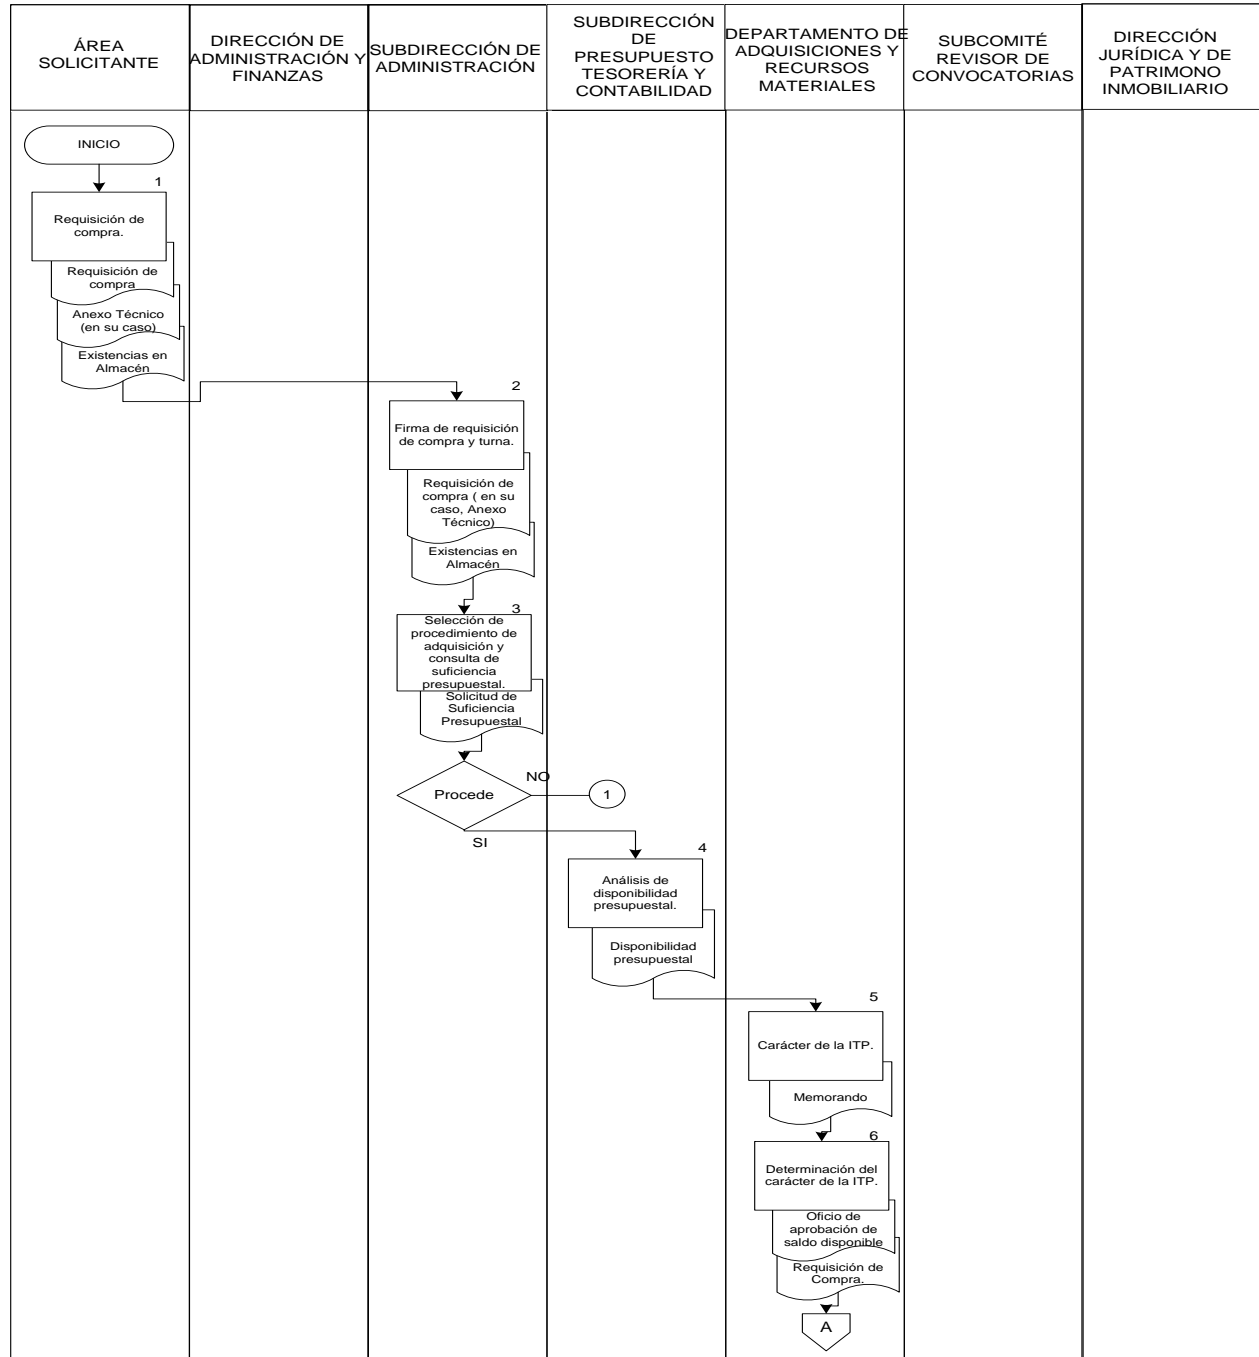 ÁREA
SOLICITANTE
DIRECCIÓN DE
ADMINISTRACIÓN Y
FINANZAS
SUBDIRECCIÓN DE
ADMINISTRACIÓN
SUBDIRECCIÓN
DE
PRESUPUESTO
TESORERÍA Y
CONTABILIDAD
DEPARTAMENTO DE
ADQUISICIONES Y
RECURSOS
MATERIALES
SUBCOMITÉ
REVISOR DE
CONVOCATORIAS
DIRECCIÓN
JURÍDICA Y DE
PATRIMONO
INMOBILIARIO
INICIO
1
Requisición de
compra.
Requisición de
compra
Anexo Técnico
(en su caso)
Existencias en
Almacén
2
Firma de requisición
de compra y turna.
Requisición de
compra ( en su
caso, Anexo
Técnico)
Existencias en
Almacén
3
Selección de
procedimiento de
adquisición y
consulta de
suficiencia
presupuestal.
Solicitud de
Suficiencia
Presupuestal
Procede
NO
1
SI
4
Análisis de
disponibilidad
presupuestal.
Disponibilidad
presupuestal
5
Carácter de la ITP.
Memorando
6
Determinación del
carácter de la ITP.
Oficio de
aprobación de
saldo disponible
Requisición de
Compra.
A